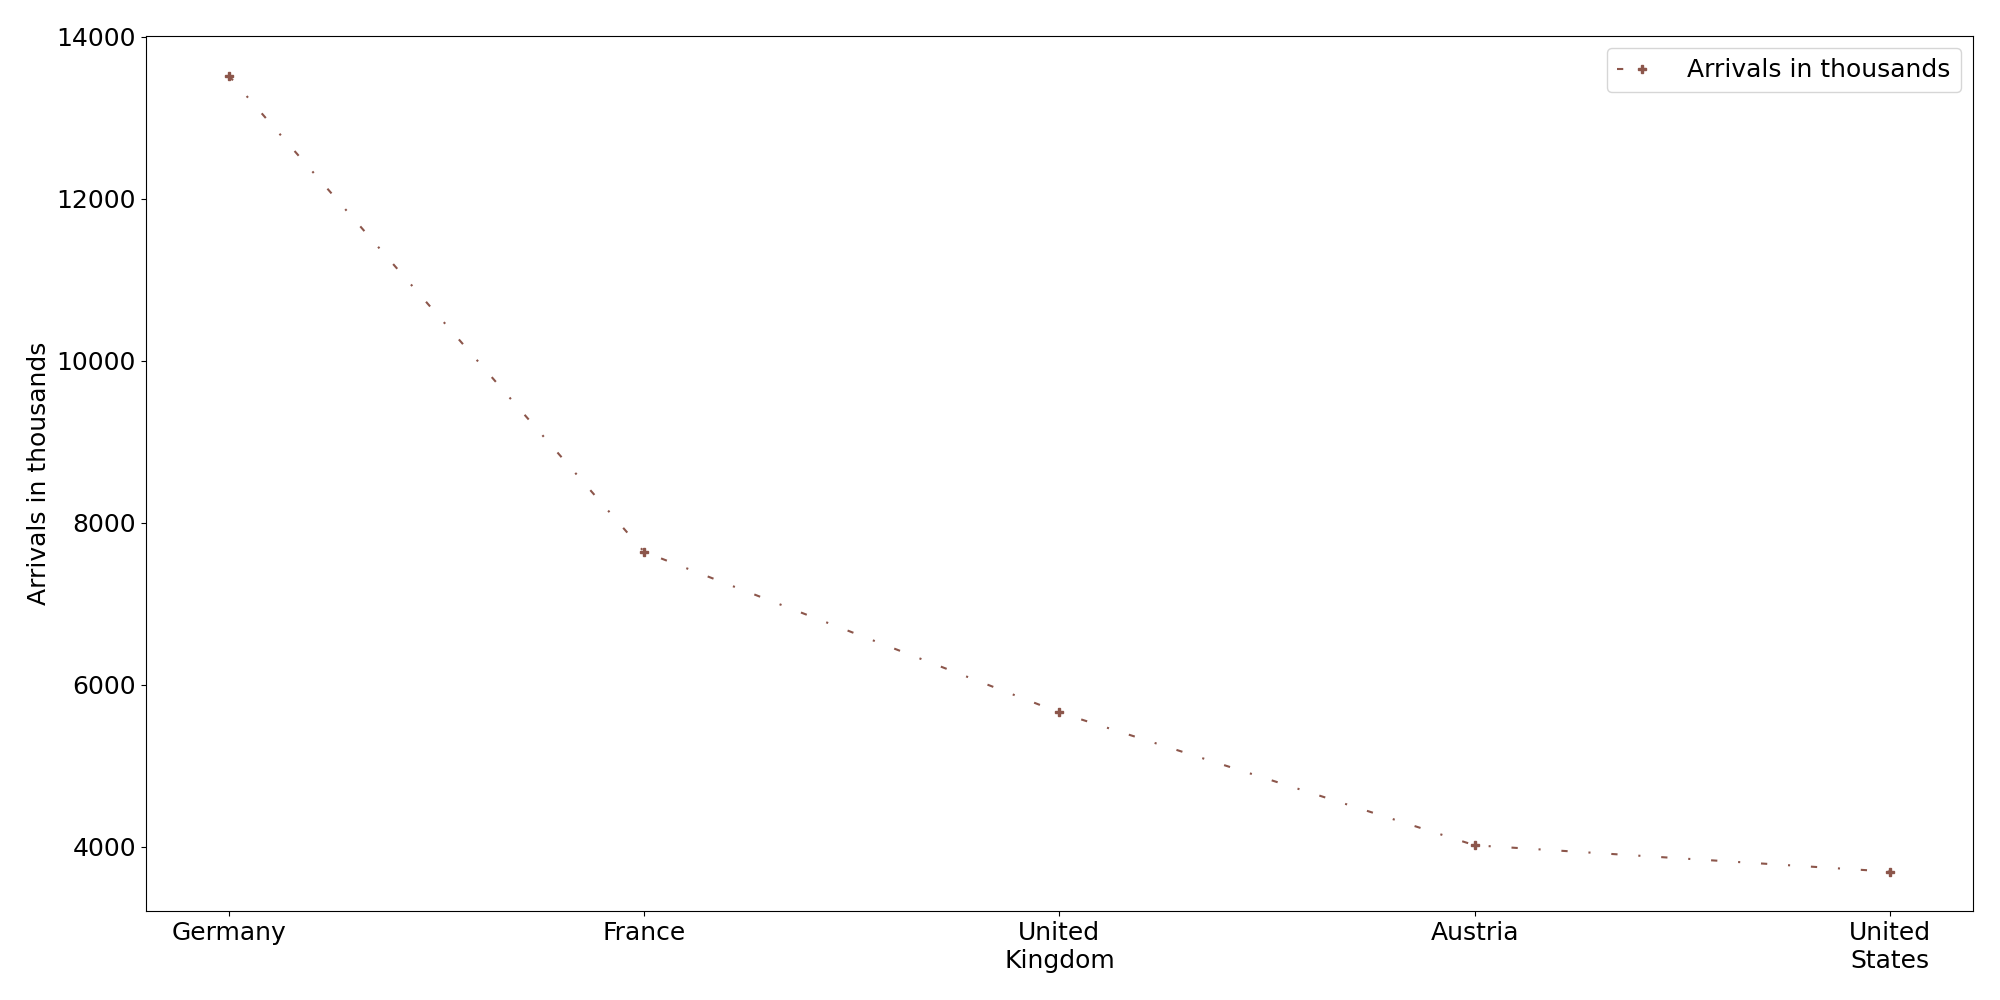 Arrivals in thousands
14000
12000
10000
8000
6000
4000
Arrivals in thousands
Germany
France
United
Kingdom
Austria
United
States